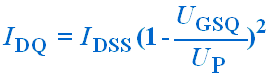 I_DQ = I_DSS (1 - U_GSQ / U_P)^2